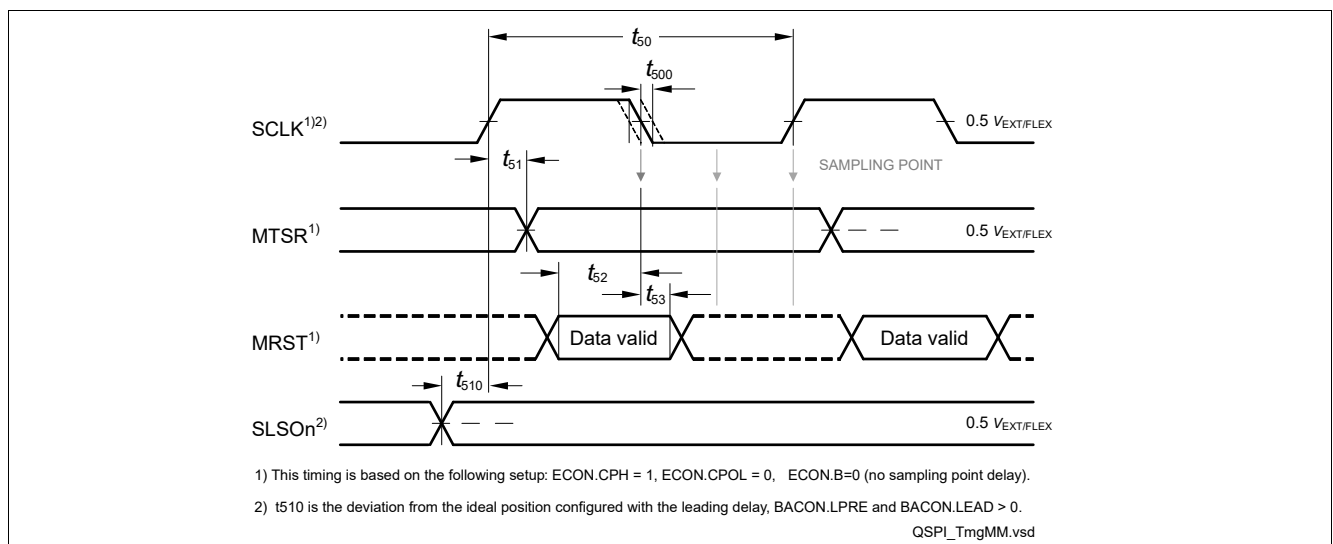 t50
t500
SCLK1)2)
0.5 VEXT/FLEX
t51
SAMPLING POINT
MTSR1)
0.5 VEXT/FLEX
t52
t53
MRST1)
Data valid
Data valid
t510
SLSOn2)
0.5 VEXT/FLEX
1) This timing is based on the following setup: ECON.CPH = 1, ECON.CPOL = 0, ECON.B=0 (no sampling point delay).
2) t510 is the deviation from the ideal position configured with the leading delay, BACON.LPRE and BACON.LEAD > 0.
QSPI_TmgMM.vsd